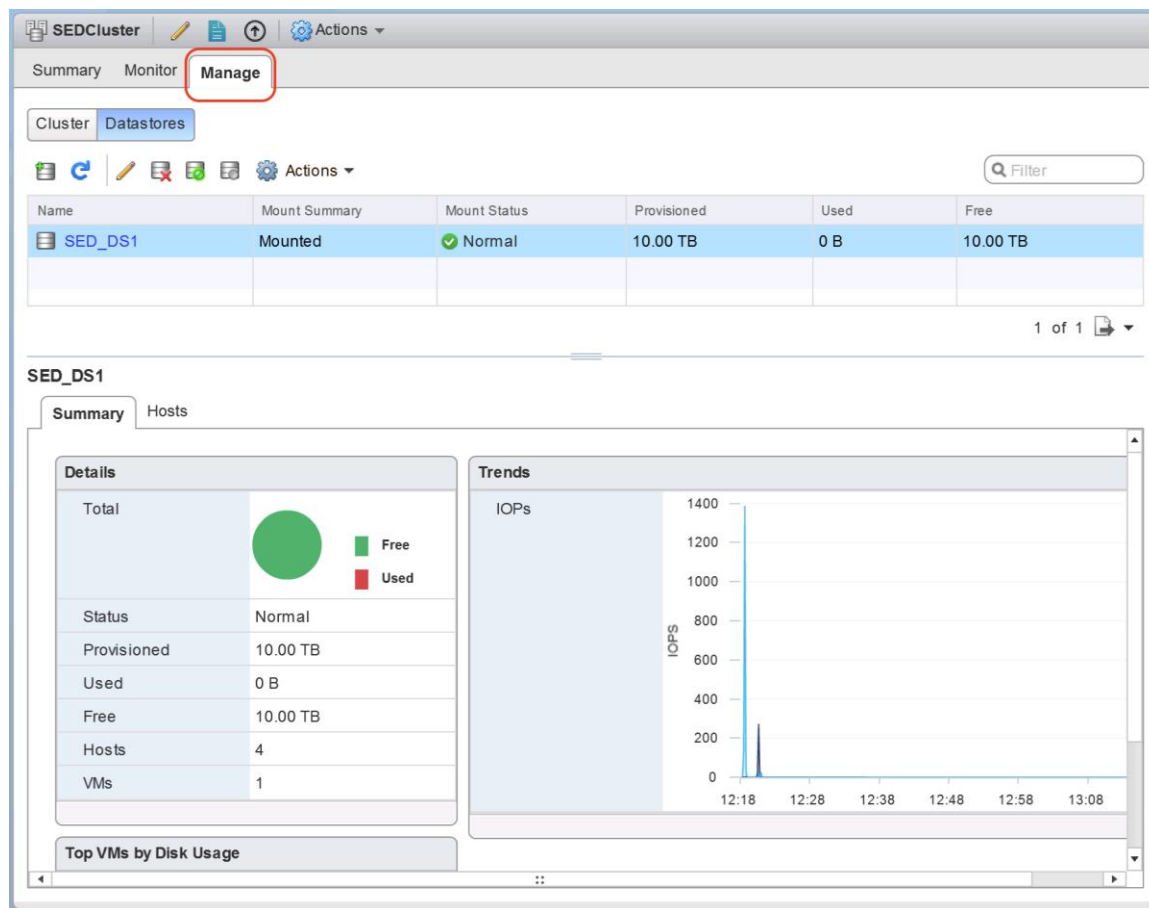 SEDCluster Actions
Summary Monitor Manage
Cluster Datastores
Actions Filter
Name Mount Summary Mount Status Provisioned Used Free
SED_DS1 Mounted Normal 10.00 TB 0 B 10.00 TB
1 of 1
SED_DS1
Summary Hosts
Details
Total
Free
Used
Status Normal
Provisioned 10.00 TB
Used 0 B
Free 10.00 TB
Hosts 4
VMs 1
Top VMs by Disk Usage
Trends
IOPs
IOPS
1400
1200
1000
800
600
400
200
0
12:18 12:28 12:38 12:48 12:58 13:08